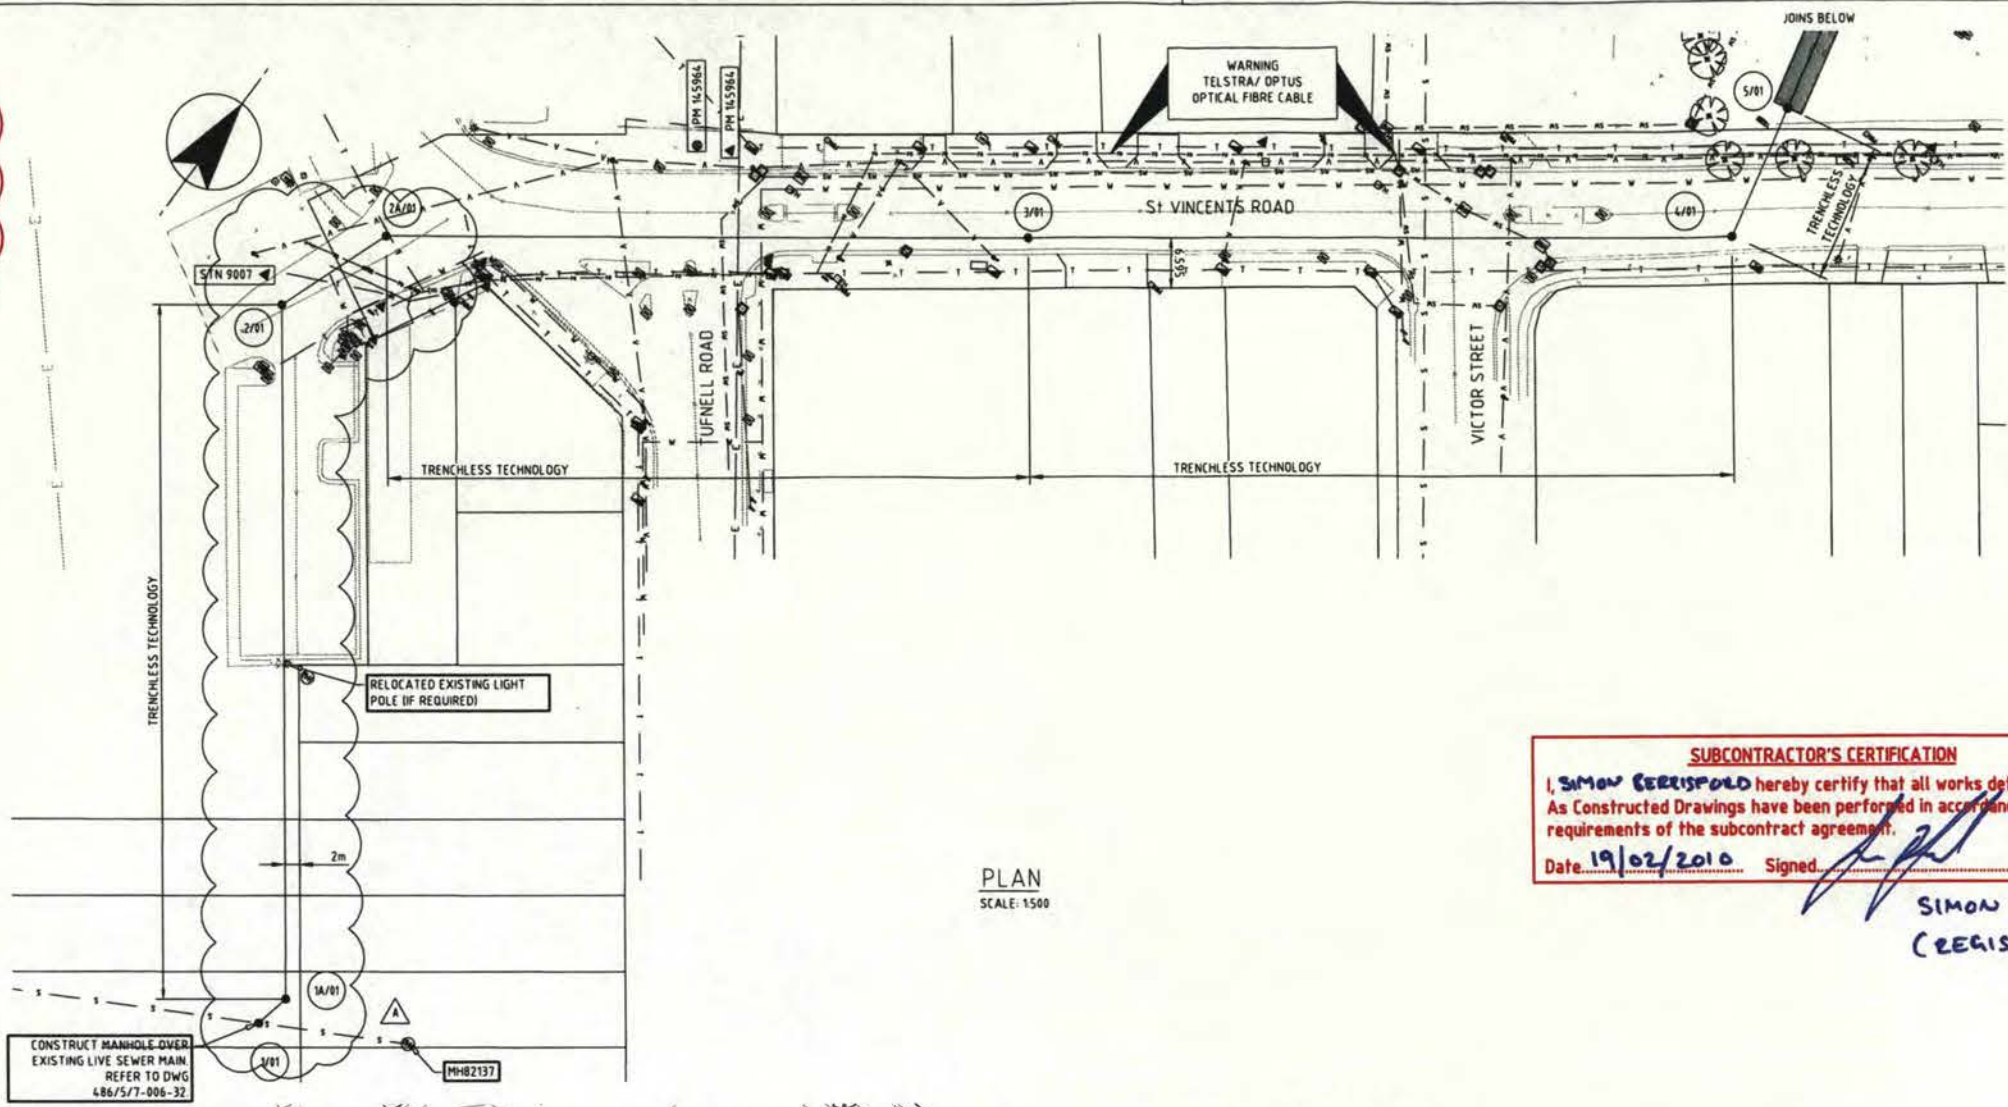 JOINS BELOW
WARNING
TELSTRA/ OPTUS
OPTICAL FIBRE CABLE
PM 145964
PM 145964
5/01
2A/01
3/01
St VINCENTS ROAD
4/01
TRENCHLESS
TECHNOLOGY
STN 9007
2/01
6.595
TUFNELL ROAD
VICTOR STREET
TRENCHLESS TECHNOLOGY
TRENCHLESS TECHNOLOGY
TRENCHLESS TECHNOLOGY
RELOCATED EXISTING LIGHT
POLE (IF REQUIRED)
2m
PLAN
SCALE: 1:500
SUBCONTRACTOR'S CERTIFICATION
I, SIMON BERRISFORD hereby certify that all works
As Constructed Drawings have been performed in
requirements of the subcontract agreement.
Date 19/02/2010 Signed
SIMON
1A/01
A
CONSTRUCT MANHOLE OVER
EXISTING LIVE SEWER MAIN.
REFER TO DWG
486/5/7-006-32
1/01
MH82137